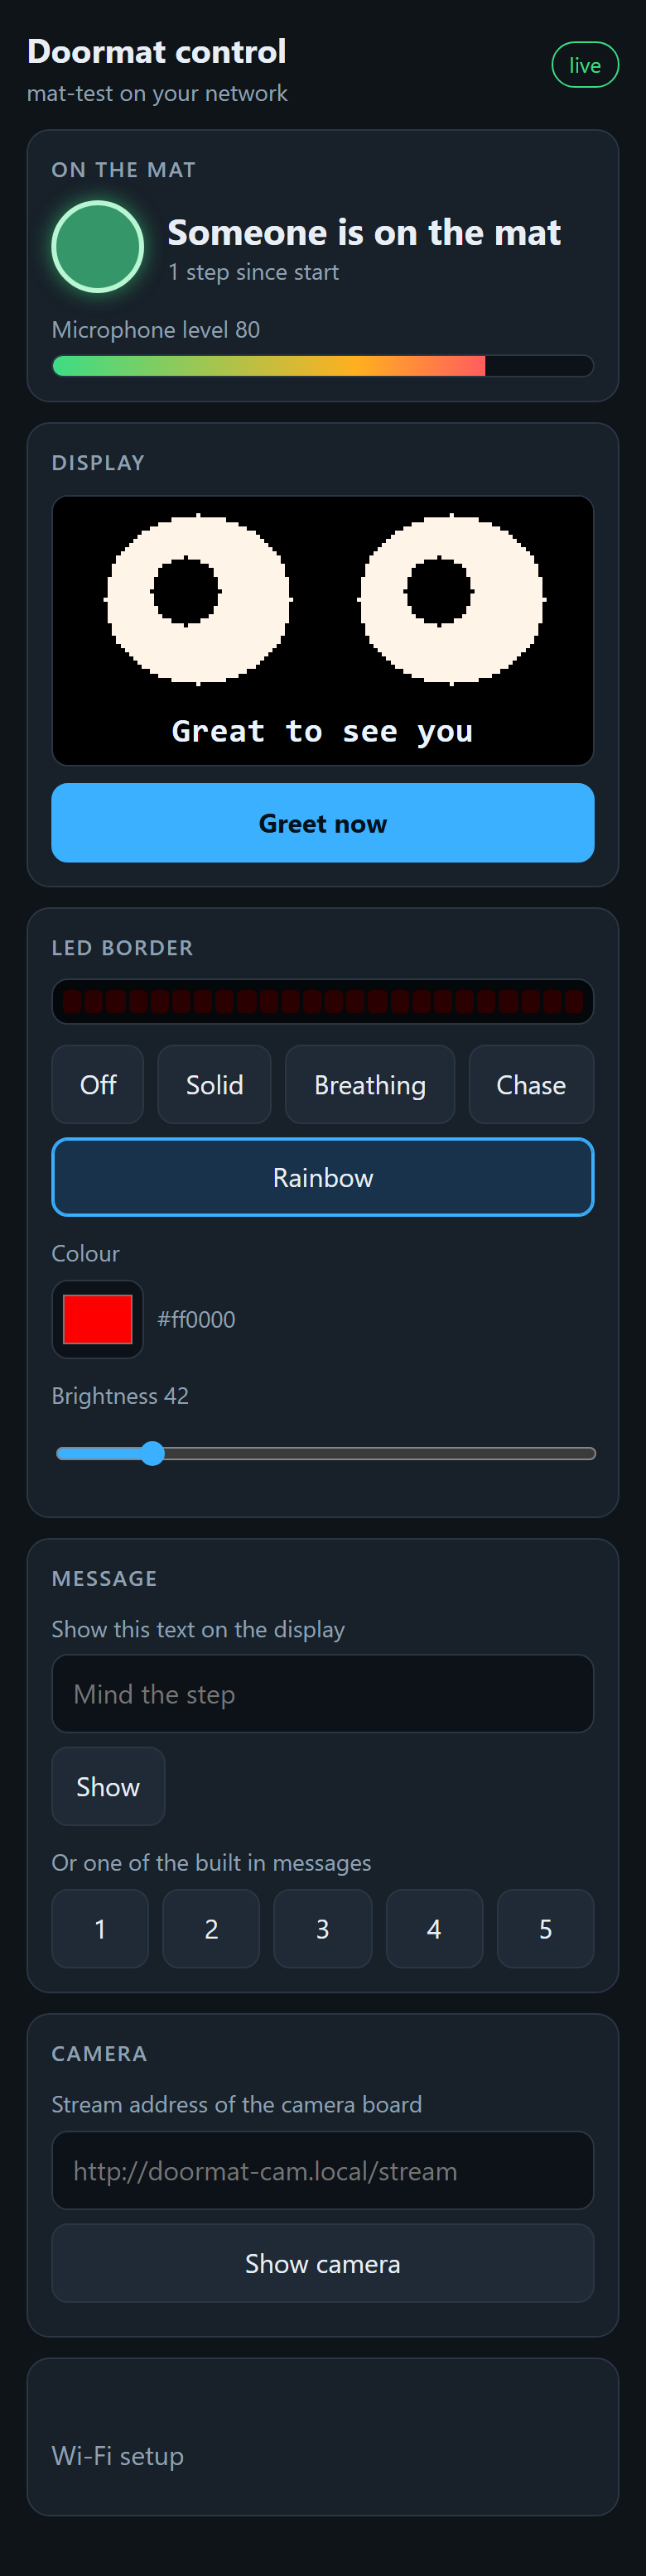 Doormat control
mat-test on your network
live
ON THE MAT
Someone is on the mat
1 step since start
Microphone level 80
DISPLAY
Great to see you
Greet now
LED BORDER
Off
Solid
Breathing
Chase
Rainbow
Colour
#ff0000
Brightness 42
MESSAGE
Show this text on the display
Mind the step
Show
Or one of the built in messages
1
2
3
4
5
CAMERA
Stream address of the camera board
http://doormat-cam.local/stream
Show camera
Wi-Fi setup